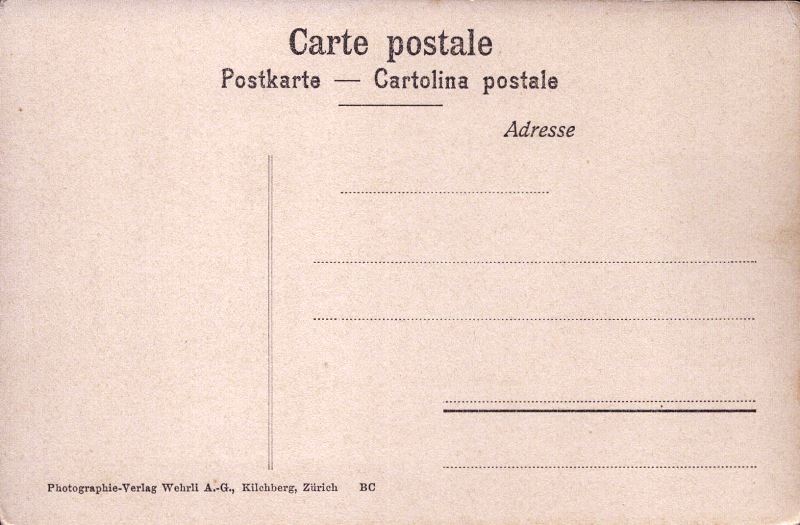 Carte postale
Postkarte — Cartolina postale
Adresse
Photographie-Verlag Wehrli A.-G., Kilchberg, Zürich BC